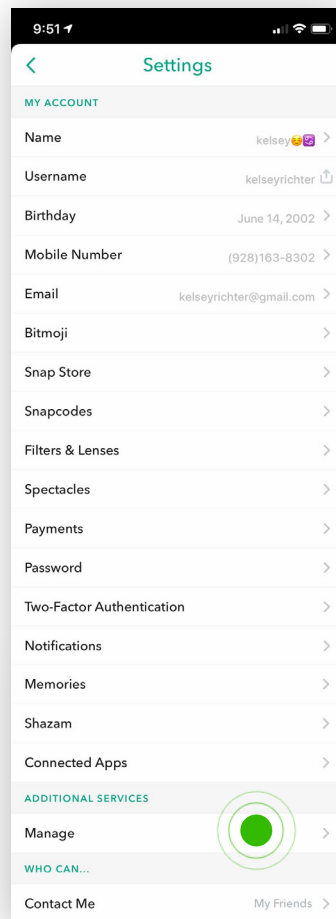 9:51
Settings
MY ACCOUNT
Name kelsey😌♋
Username kelseyrichter
Birthday June 14, 2002
Mobile Number (928)163-8302
Email kelseyrichter@gmail.com
Bitmoji
Snap Store
Snapcodes
Filters & Lenses
Spectacles
Payments
Password
Two-Factor Authentication
Notifications
Memories
Shazam
Connected Apps
ADDITIONAL SERVICES
Manage
WHO CAN...
Contact Me My Friends